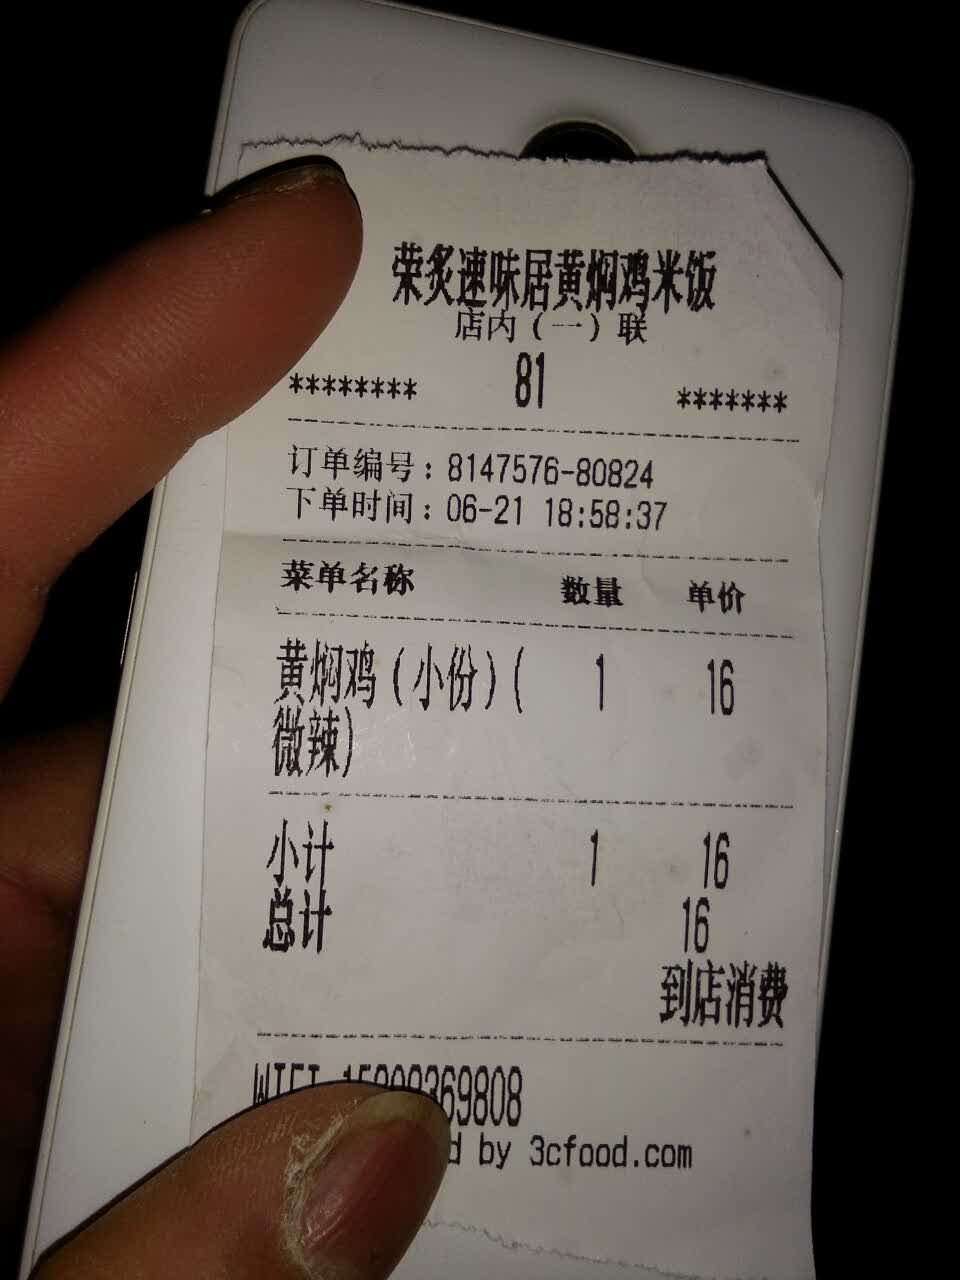 荣炙速味居黄焖鸡米饭
店内（一）联
******** 81 *******
订单编号：8147576-80824
下单时间：06-21 18:58:37
菜单名称 数量 单价
黄焖鸡（小份）( 1 16
微辣）
小计 1 16
总计 16
到店消费
WIFI
by 3cfood.com